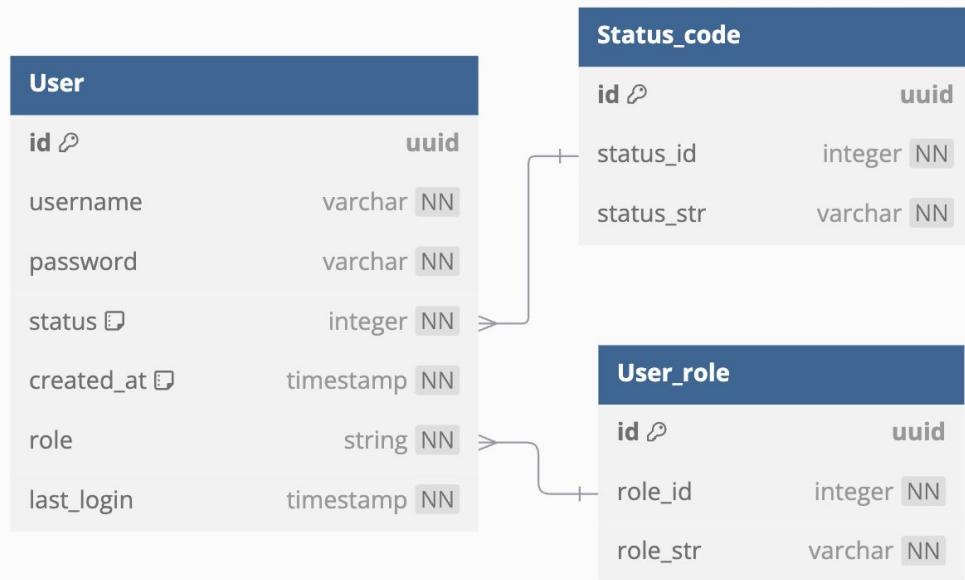 User
id uuid
username varchar NN
password varchar NN
status integer NN
created_at timestamp NN
role string NN
last_login timestamp NN
Status_code
id uuid
status_id integer NN
status_str varchar NN
User_role
id uuid
role_id integer NN
role_str varchar NN